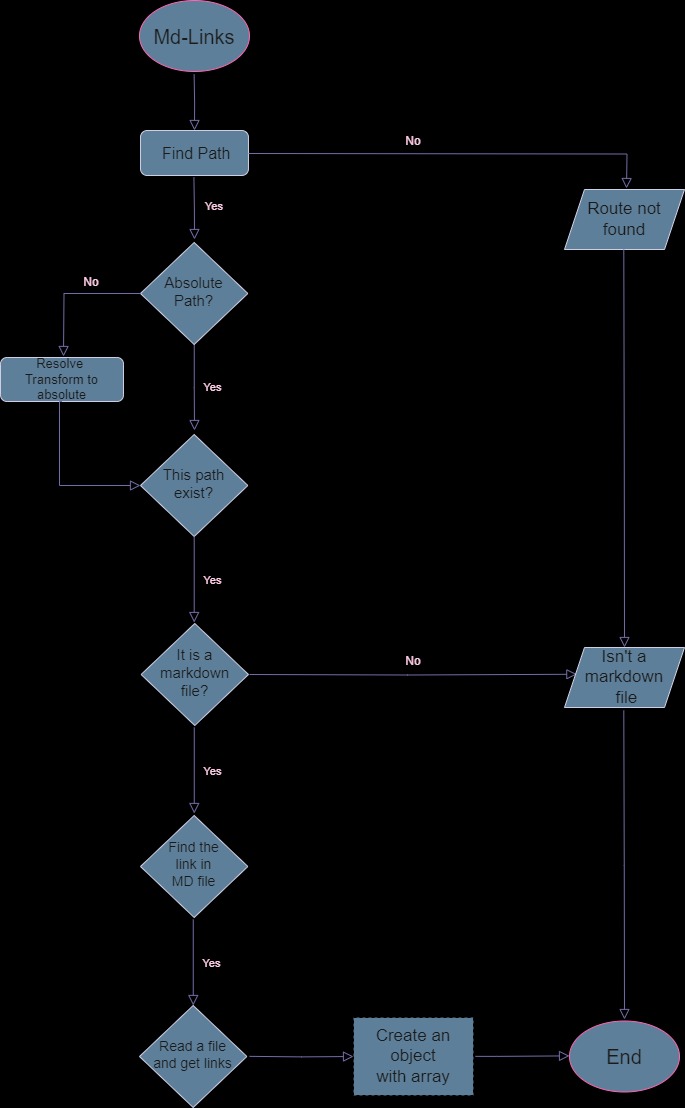 Md-Links
No
Find Path
Yes
Route not
found
Absolute
Path?
No
Resolve
Transform to
absolute
Yes
This path
exist?
Yes
It is a
markdown
file?
No
Isn't a
markdown
file
Yes
Find the
link in
MD file
Yes
Read a file
and get links
Create an
object
with array
End